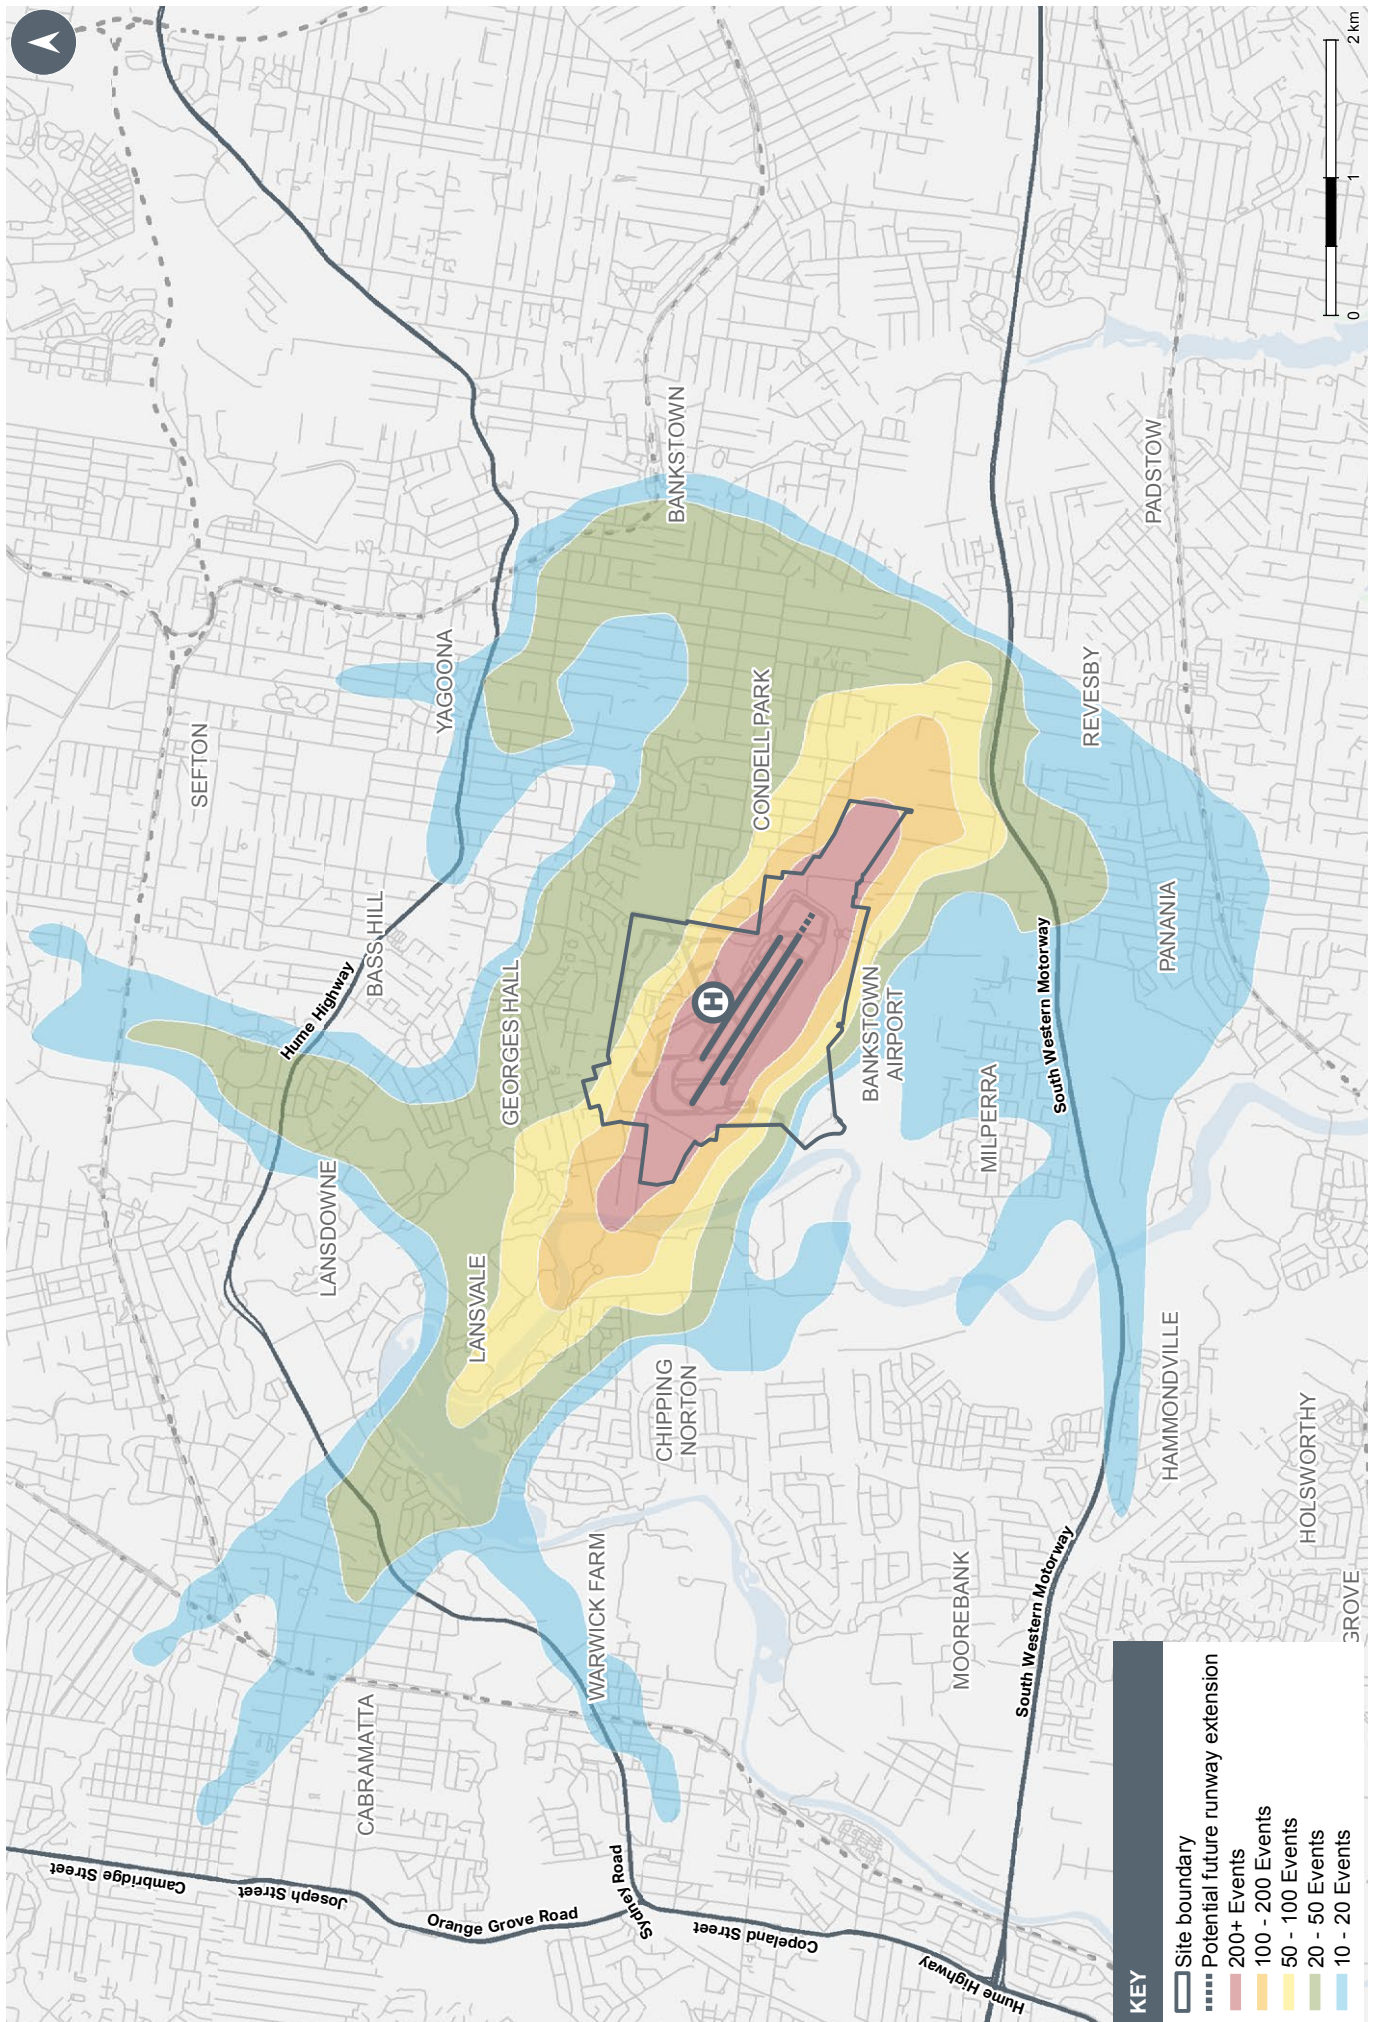 SEFTON
YAGOONA
BASS HILL
Hume Highway
LANSDOWNE
GEORGES HALL
LANSVALE
CABRAMATTA
Cambridge Street
Joseph Street
Orange Grove Road
Sydney Road
Copeland Street
Hume Highway
WARWICK FARM
CHIPPING
NORTON
BANKSTOWN
CONDELL PARK
H
BANKSTOWN
AIRPORT
MILPERRA
South Western Motorway
REVESBY
PADSTOW
PANANIA
HAMMONDVILLE
MOOREBANK
South Western Motorway
HOLSWORTHY
GROVE
0 1 2 km
KEY
Site boundary
Potential future runway extension
200+ Events
100 - 200 Events
50 - 100 Events
20 - 50 Events
10 - 20 Events